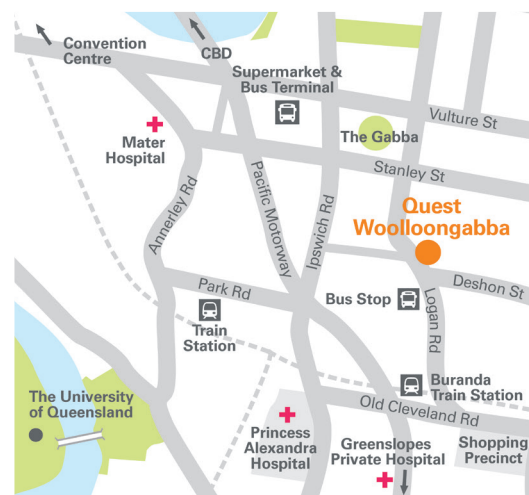 Convention
Centre
CBD
Supermarket &
Bus Terminal
Vulture St
Mater
Hospital
The Gabba
Stanley St
Annerley Rd
Pacific Motorway
Ipswich Rd
Quest
Woolloongabba
Deshon St
Park Rd
Bus Stop
Logan Rd
Train
Station
Buranda
Train Station
The University
of Queensland
Old Cleveland Rd
Princess
Alexandra
Hospital
Greenslopes
Private Hospital
Shopping
Precinct